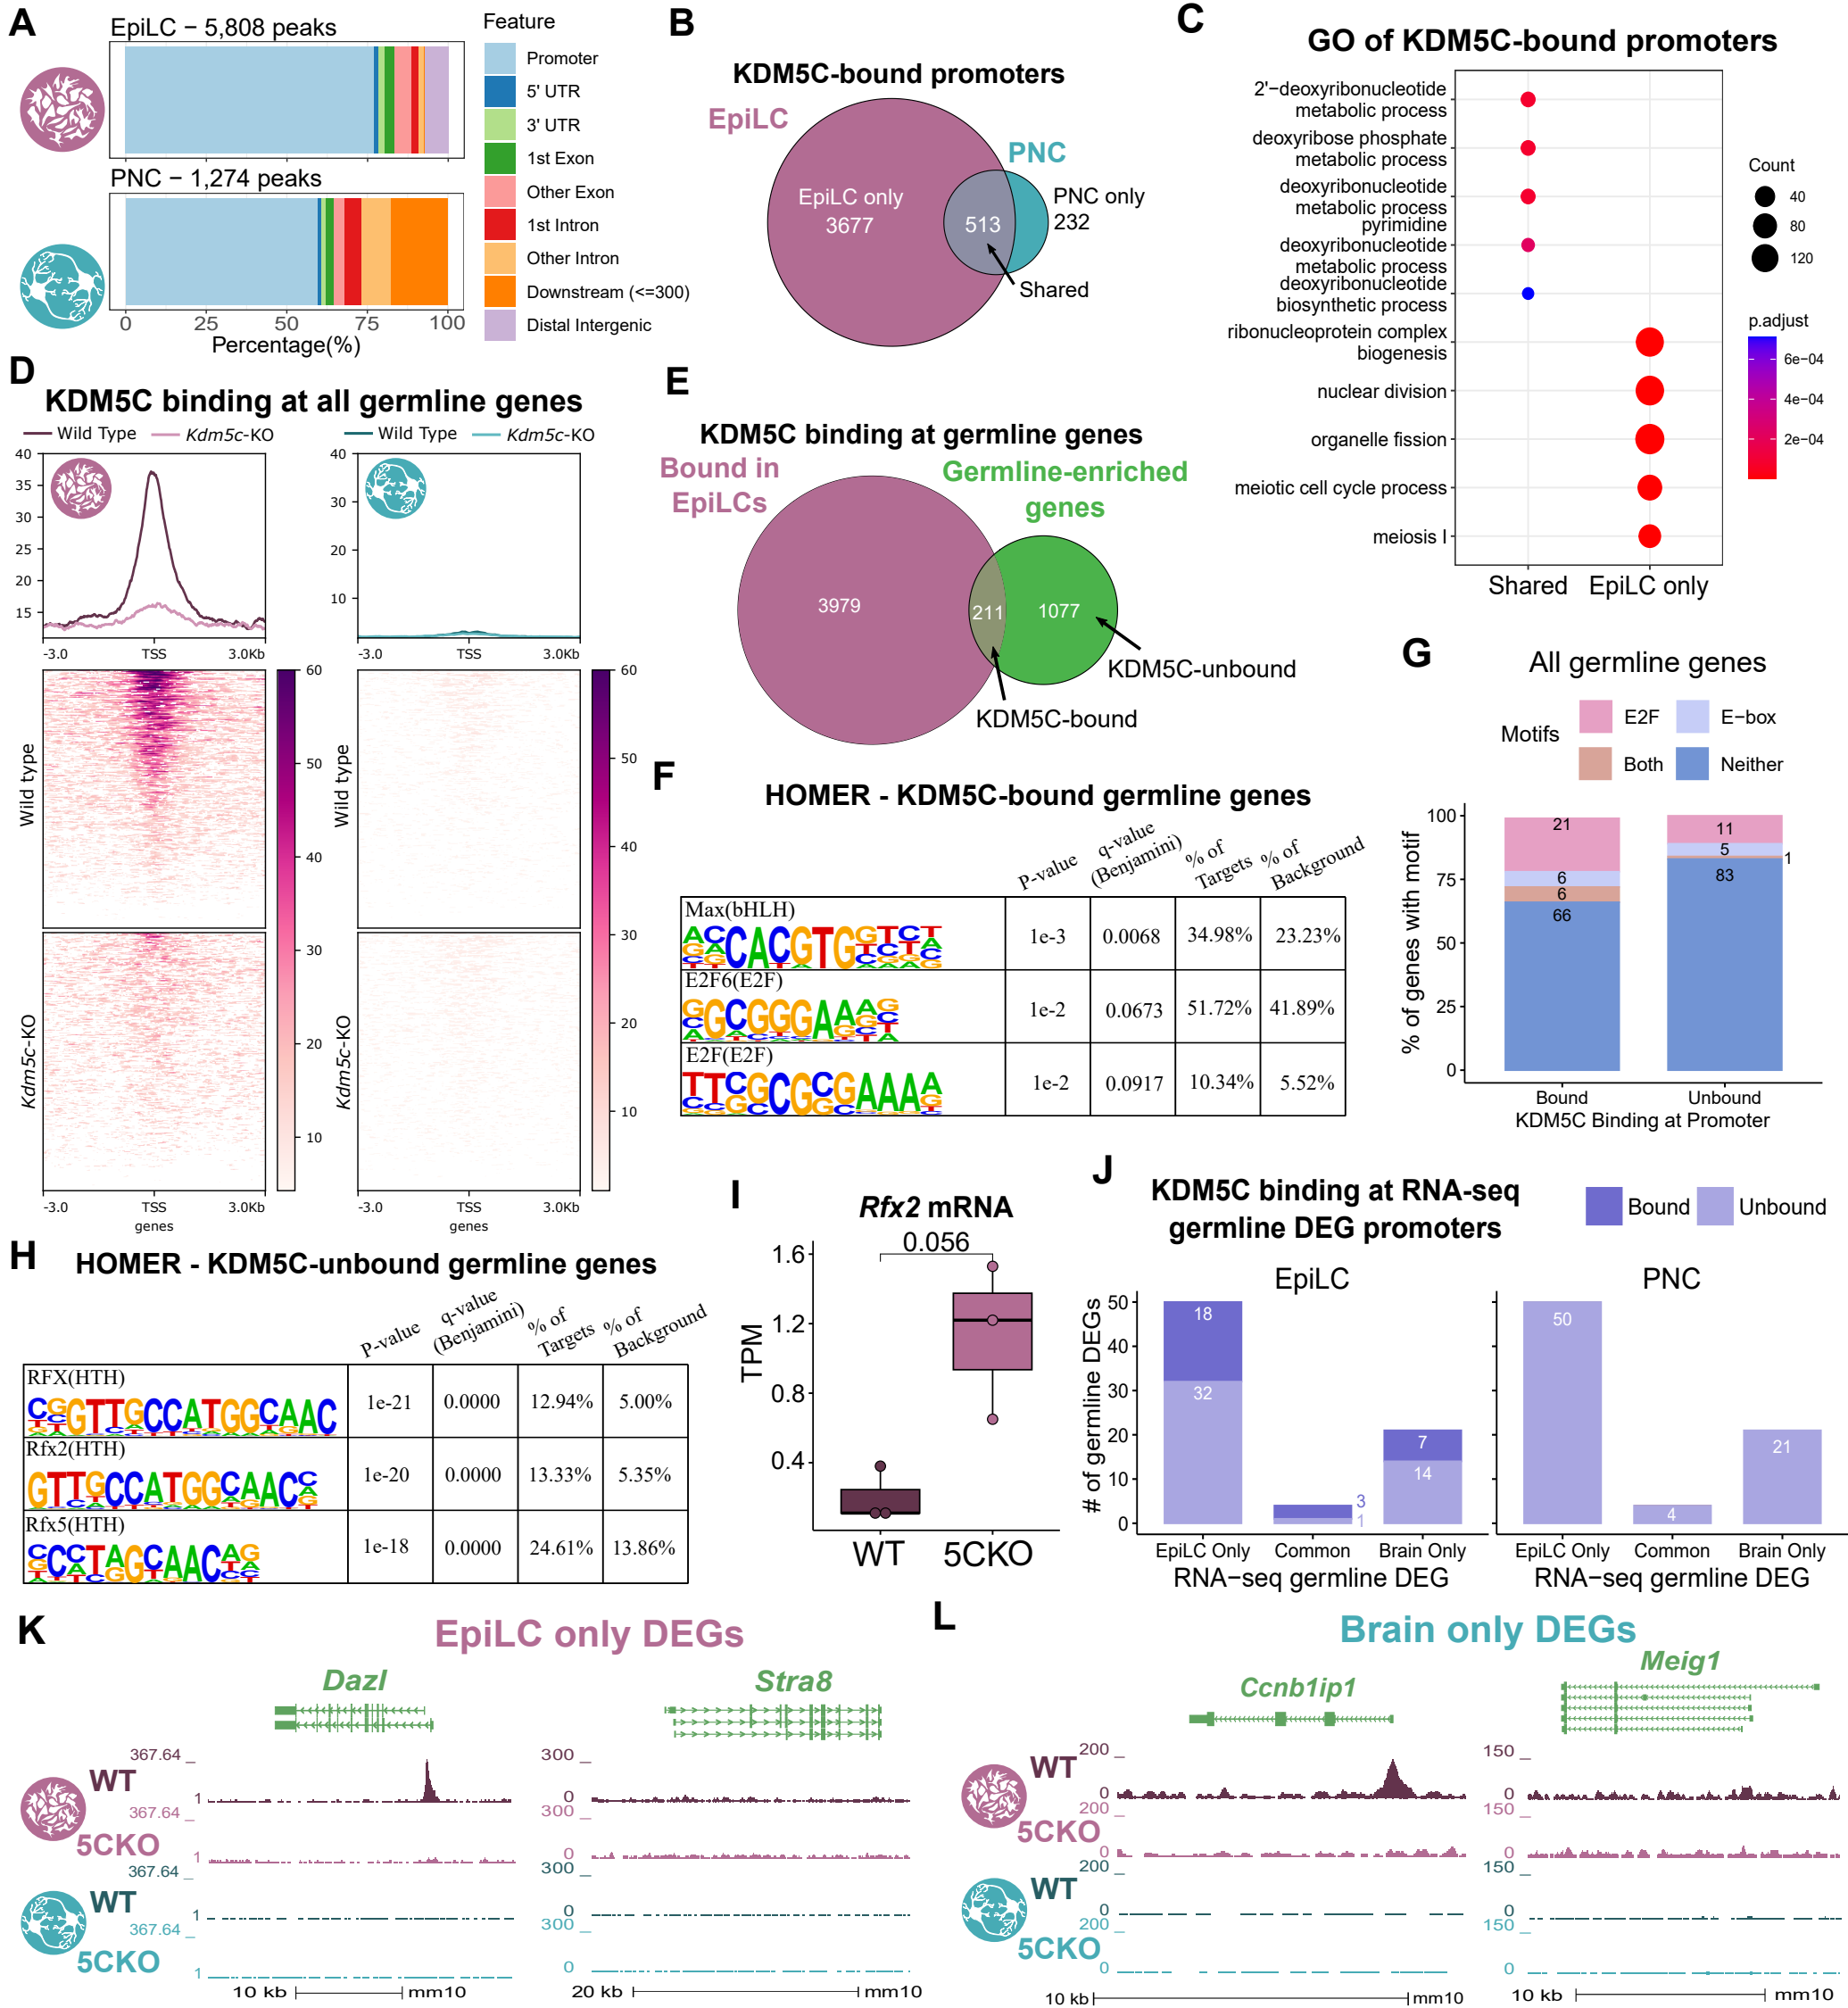 A
EpiLC − 5,808 peaks
PNC − 1,274 peaks
0 25 50 75 100
Percentage(%)
Feature
Promoter
5' UTR
3' UTR
1st Exon
Other Exon
1st Intron
Other Intron
Downstream (<=300)
Distal Intergenic
B
KDM5C-bound promoters
EpiLC
PNC
EpiLC only
3677
513
PNC only
232
Shared
C
GO of KDM5C-bound promoters
2'−deoxyribonucleotide
metabolic process
deoxyribose phosphate
metabolic process
deoxyribonucleotide
metabolic process
pyrimidine
deoxyribonucleotide
metabolic process
deoxyribonucleotide
biosynthetic process
ribonucleoprotein complex
biogenesis
nuclear division
organelle fission
meiotic cell cycle process
meiosis I
Shared EpiLC only
Count
40
80
120
p.adjust
6e−04
4e−04
2e−04
D
KDM5C binding at all germline genes
Wild Type Kdm5c-KO
Wild Type Kdm5c-KO
40
35
30
25
20
15
-3.0 TSS 3.0Kb
40
30
20
10
-3.0 TSS 3.0Kb
Wild type
Kdm5c-KO
60
50
40
30
20
10
-3.0 TSS 3.0Kb
genes
Wild type
Kdm5c-KO
60
50
40
30
20
10
-3.0 TSS 3.0Kb
genes
E
KDM5C binding at germline genes
Bound in
EpiLCs
Germline-enriched
genes
3979
211
1077
KDM5C-unbound
KDM5C-bound
F
HOMER - KDM5C-bound germline genes
P-value
q-value
(Benjamini)
% of
Targets
% of
Background
Max(bHLH)
1e-3 0.0068 34.98% 23.23%
E2F6(E2F)
1e-2 0.0673 51.72% 41.89%
E2F(E2F)
1e-2 0.0917 10.34% 5.52%
G
All germline genes
Motifs
E2F E−box
Both Neither
% of genes with motif
100
75
50
25
0
21
6
6
66
11
5
1
83
Bound Unbound
KDM5C Binding at Promoter
H
HOMER - KDM5C-unbound germline genes
P-value
q-value
(Benjamini)
% of
Targets
% of
Background
RFX(HTH)
1e-21 0.0000 12.94% 5.00%
Rfx2(HTH)
1e-20 0.0000 13.33% 5.35%
Rfx5(HTH)
1e-18 0.0000 24.61% 13.86%
I
Rfx2 mRNA
0.056
TPM
1.6
1.2
0.8
0.4
WT 5CKO
J
KDM5C binding at RNA-seq
germline DEG promoters
Bound Unbound
EpiLC PNC
# of germline DEGs
50
40
30
20
10
0
18
32
3
1
7
14
50
4
21
EpiLC Only Common Brain Only
RNA−seq germline DEG
EpiLC Only Common Brain Only
RNA−seq germline DEG
K
EpiLC only DEGs
Dazl
Stra8
WT
5CKO
WT
5CKO
367.64
1
367.64
1
367.64
1
367.64
1
10 kb mm10
300
0
300
0
300
0
300
0
20 kb mm10
L
Brain only DEGs
Ccnb1ip1
Meig1
WT
5CKO
WT
5CKO
200
0
200
0
200
0
200
0
10 kb mm10
150
0
150
0
150
0
150
0
10 kb mm10